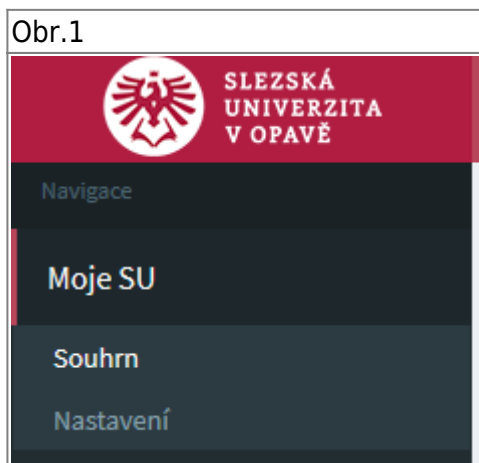 Obr.1
SLEZSKÁ
UNIVERZITA
V OPAVĚ
Navigace
Moje SU
Souhrn
Nastavení